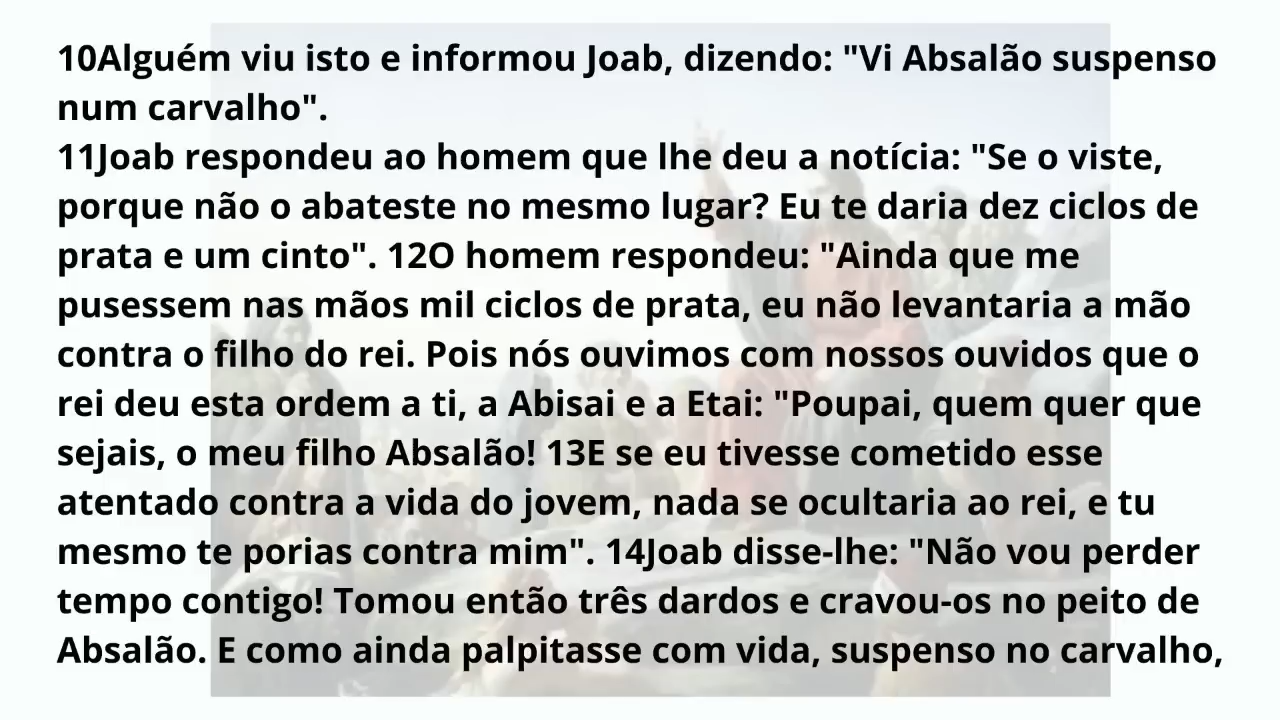 10Alguém viu isto e informou Joab, dizendo: "Vi Absalão suspenso
num carvalho".
11Joab respondeu ao homem que lhe deu a notícia: "Se o viste,
porque não o abateste no mesmo lugar? Eu te daria dez ciclos de
prata e um cinto". 12O homem respondeu: "Ainda que me
pusessem nas mãos mil ciclos de prata, eu não levantaria a mão
contra o filho do rei. Pois nós ouvimos com nossos ouvidos que o
rei deu esta ordem a ti, a Abisai e a Etai: "Poupai, quem quer que
sejais, o meu filho Absalão! 13E se eu tivesse cometido esse
atentado contra a vida do jovem, nada se ocultaria ao rei, e tu
mesmo te porias contra mim". 14Joab disse-lhe: "Não vou perder
tempo contigo! Tomou então três dardos e cravou-os no peito de
Absalão. E como ainda palpitasse com vida, suspenso no carvalho,